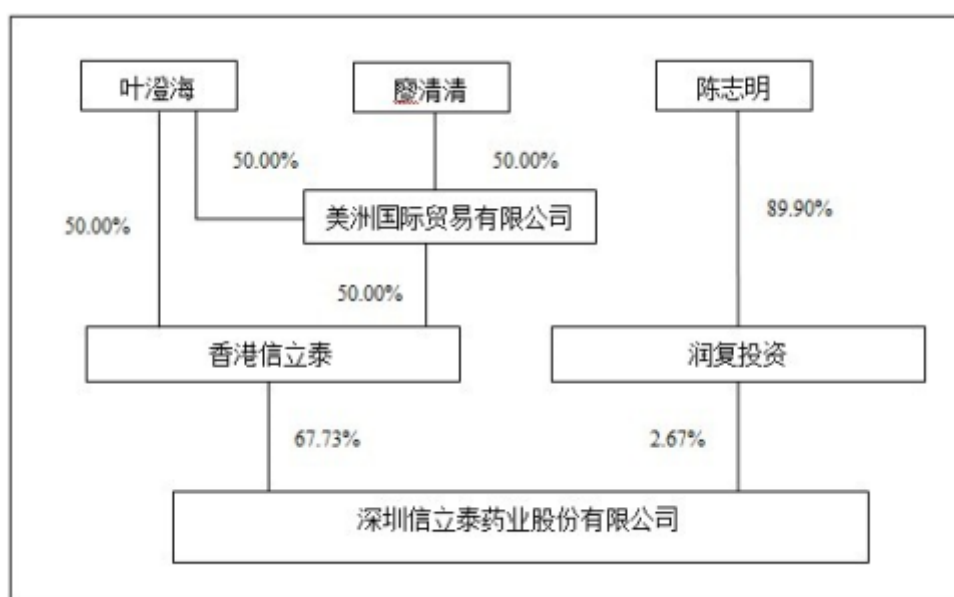 叶澄海
廖清清
陈志明
50.00%
50.00%
50.00%
89.90%
美洲国际贸易有限公司
50.00%
香港信立泰
润复投资
67.73%
2.67%
深圳信立泰药业股份有限公司